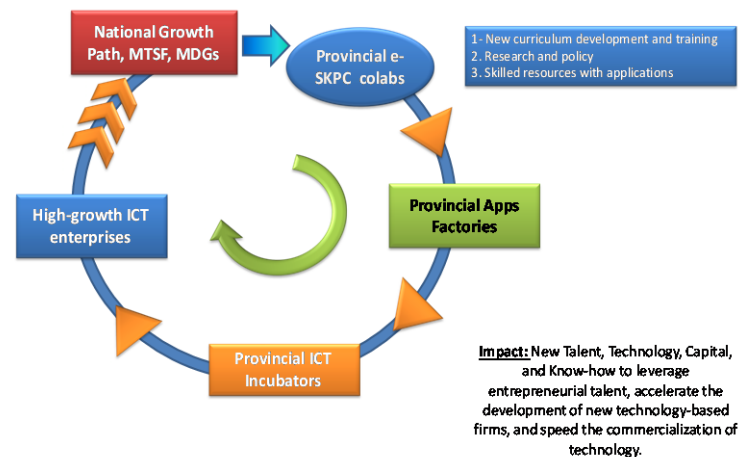 National Growth
Path, MTSF, MDGs
Provincial e-
SKPC colabs
1- New curriculum development and training
2. Research and policy
3. Skilled resources with applications
High-growth ICT
enterprises
Provincial Apps
Factories
Provincial ICT
Incubators
Impact: New Talent, Technology, Capital,
and Know-how to leverage
entrepreneurial talent, accelerate the
development of new technology-based
firms, and speed the commercialization of
technology.